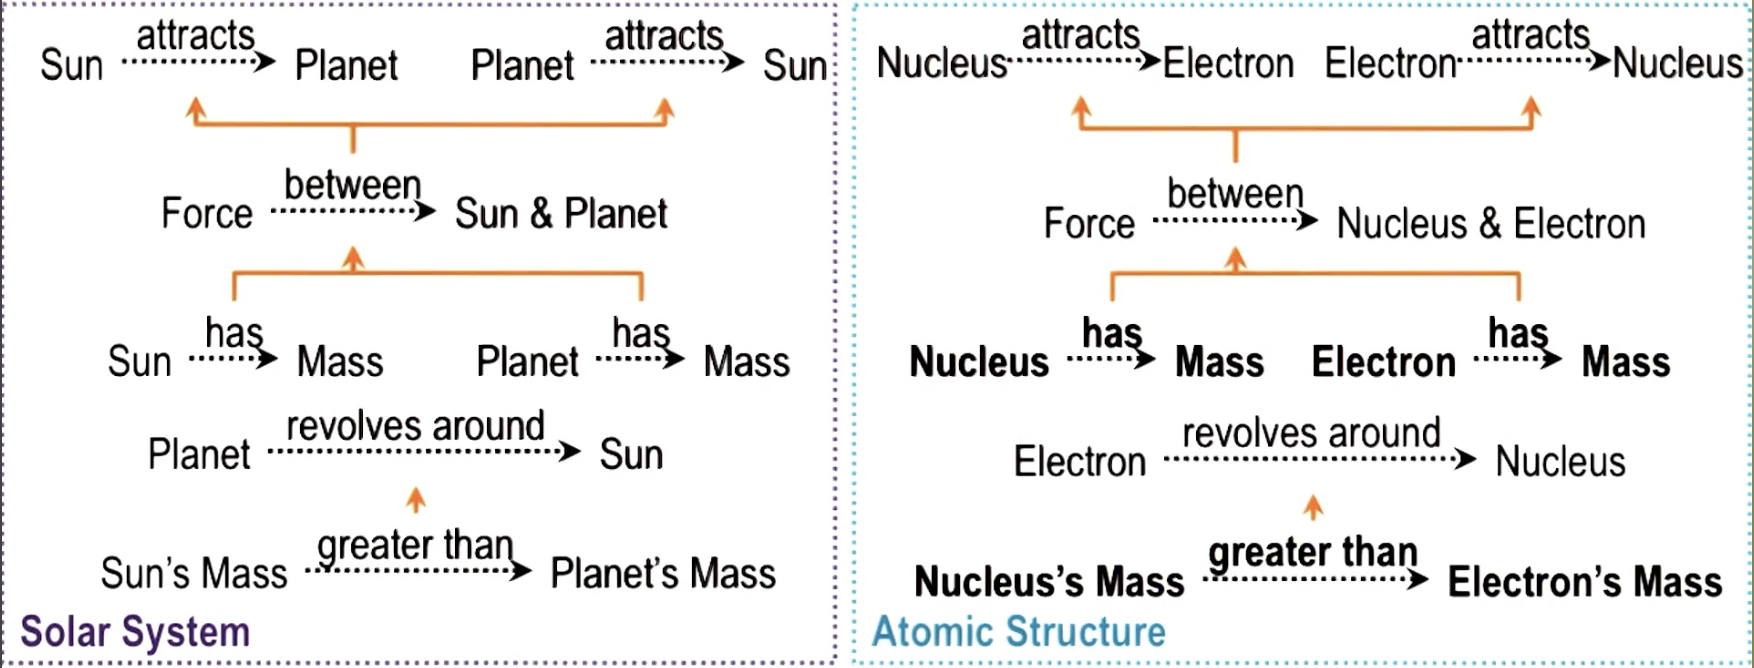 attracts attracts
Sun Planet Planet Sun
between
Force Sun & Planet
has has
Sun Mass Planet Mass
revolves around
Planet Sun
greater than
Sun's Mass Planet's Mass
Solar System
attracts attracts
Nucleus Electron Electron Nucleus
between
Force Nucleus & Electron
has has
Nucleus Mass Electron Mass
revolves around
Electron Nucleus
greater than
Nucleus's Mass Electron's Mass
Atomic Structure